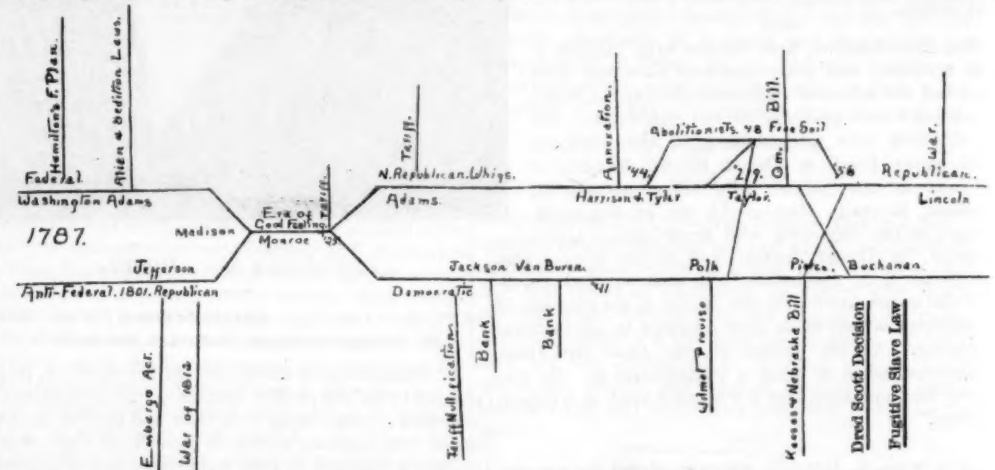 Hamilton's F. Plan.
Alien & Sedition Laws.
Federal.
Washington Adams
1787.
Madison
Era of
Good Feeling
Monroe
'25
Tariff.
Jefferson
Anti-Federal. 1801. Republican
Embargo Act.
War of 1812
Tariff.
N. Republican. Whigs.
Adams.
Jackson Van Buren.
Democratic
'41
Tariff Nullification
Bank
Bank
Annexation.
Abolitionists. 48 Free Soil
'44.
Harrison & Tyler
Taylor.
Om. Bill.
'56
Republican.
War.
Lincoln
Polk
Pierce.
Buchanan.
Wilmot Proviso
Kansas & Nebraska Bill
Dred Scott Decision
Fugitive Slave Law